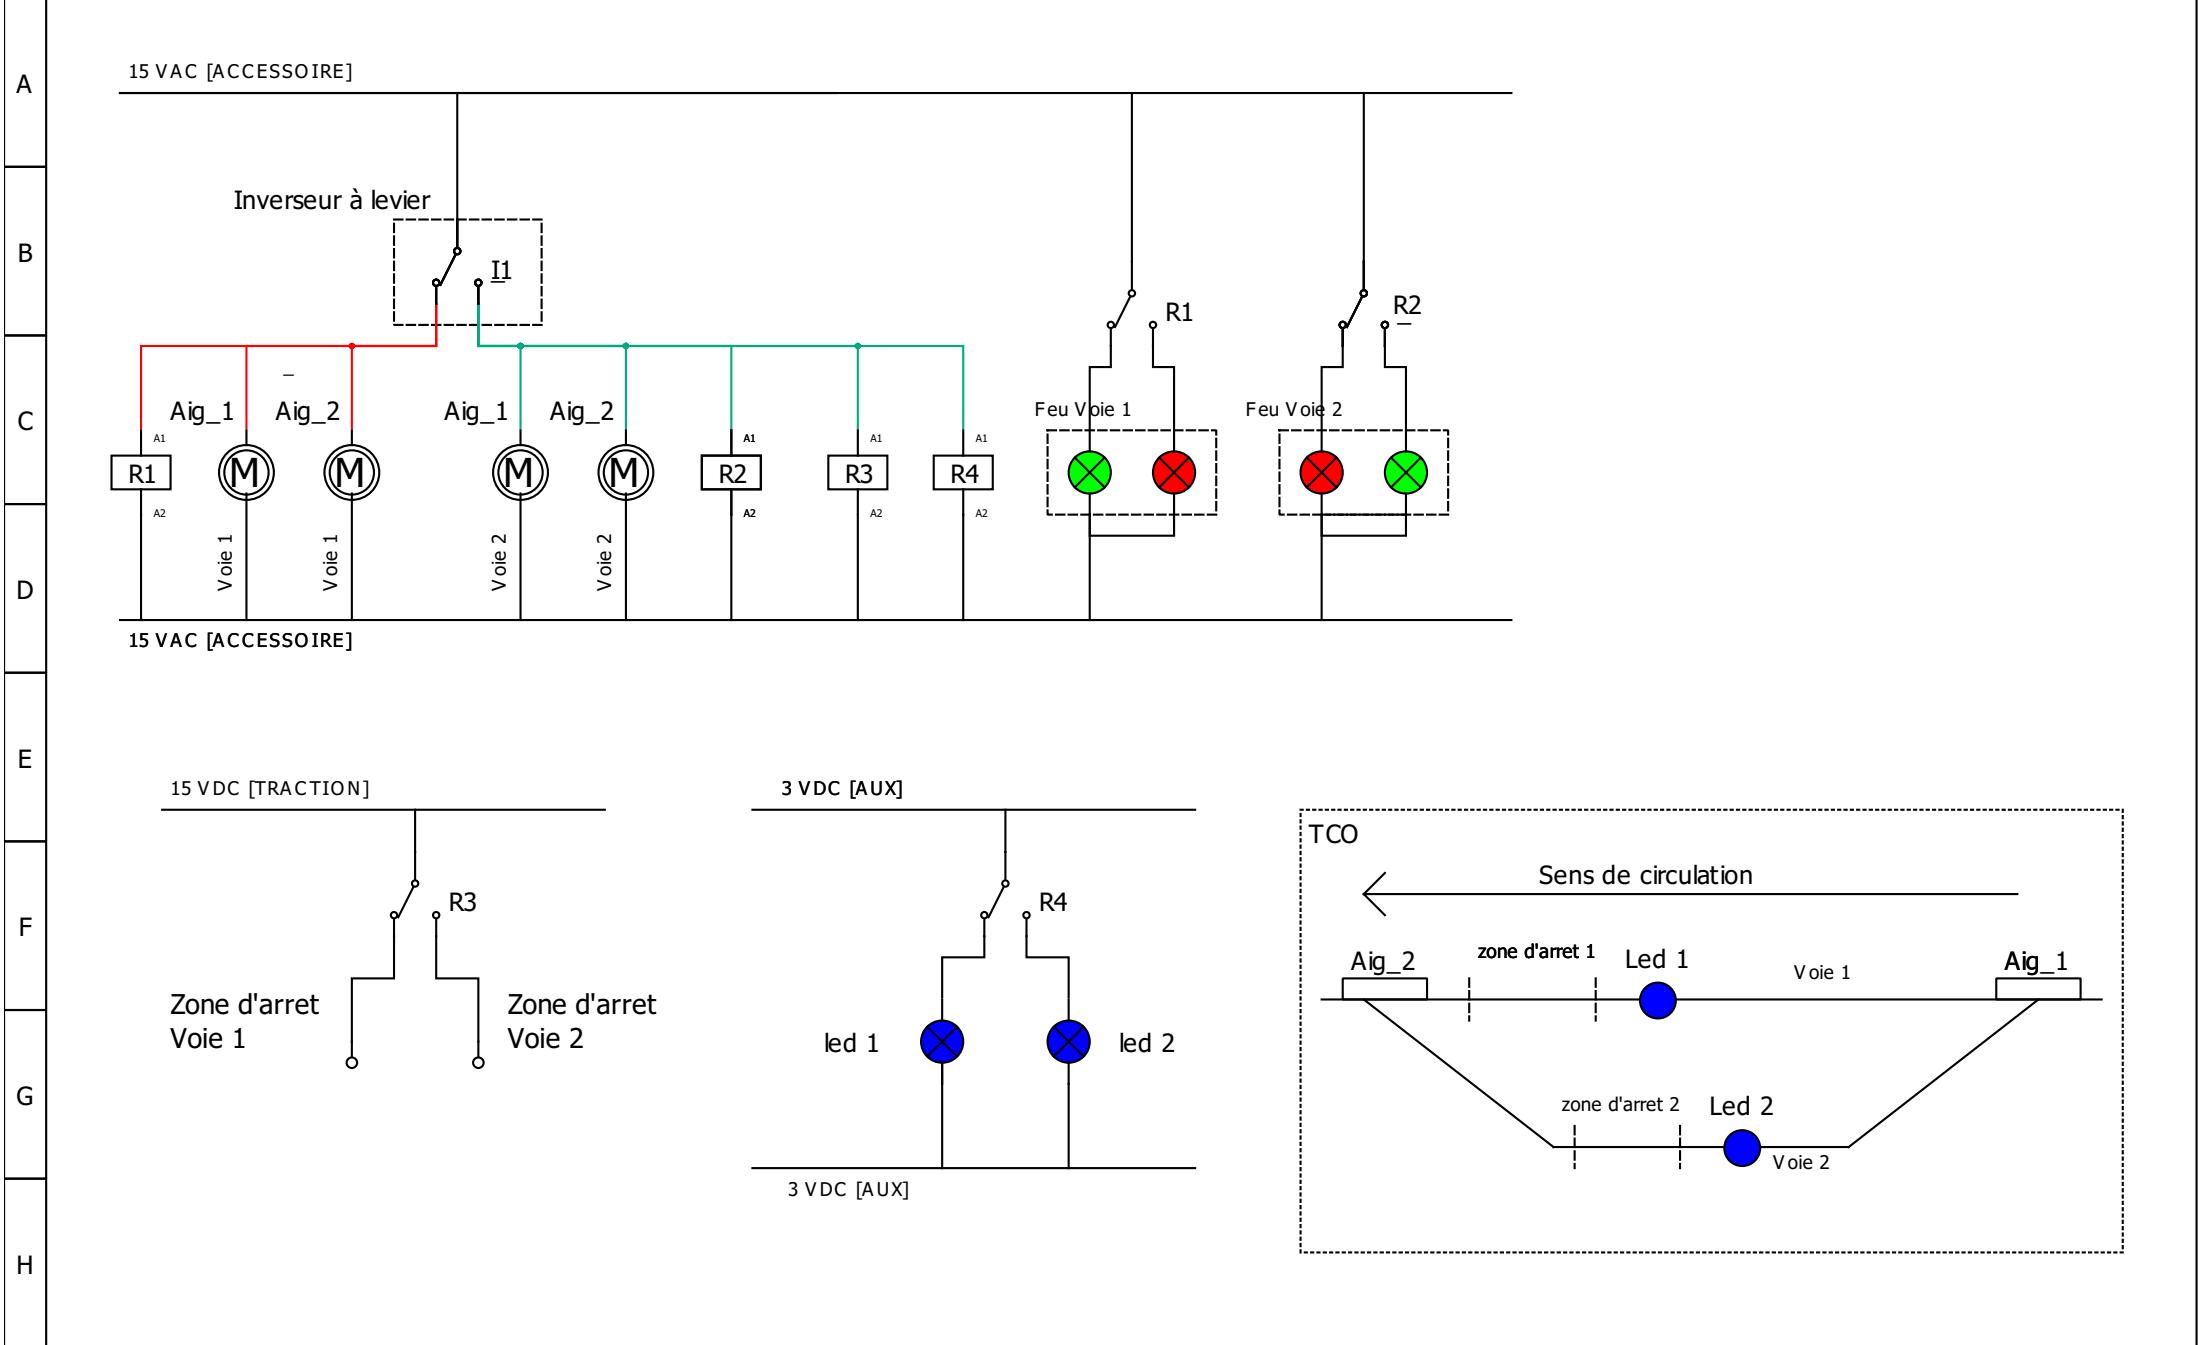 A
B
C
D
E
F
G
H
15 VAC [ACCESSOIRE]
Inverseur à levier
I1
R1
R2
Aig_1
Aig_2
Aig_1
Aig_2
Feu Voie 1
Feu Voie 2
A1
A1
A1
A1
R1
M
M
M
M
R2
R3
R4
A2
A2
A2
A2
Voie 1
Voie 1
Voie 2
Voie 2
15 VAC [ACCESSOIRE]
15 VDC [TRACTION]
R3
Zone d'arret
Voie 1
Zone d'arret
Voie 2
3 VDC [AUX]
R4
led 1
led 2
3 VDC [AUX]
TCO
Sens de circulation
Aig_2
zone d'arret 1
Led 1
Voie 1
Aig_1
zone d'arret 2
Led 2
Voie 2